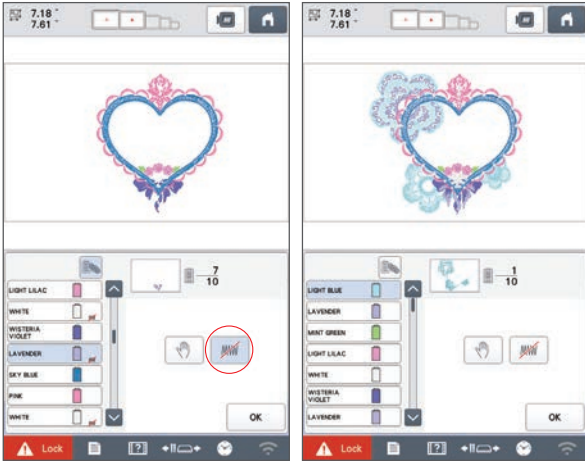 7.18 "
7.61 "
7
10
LIGHT LILAC
WHITE
WISTERIA
VIOLET
LAVENDER
SKY BLUE
PINK
WHITE
OK
Lock
7.18 "
7.61 "
1
10
LIGHT BLUE
LAVENDER
MINT GREEN
LIGHT LILAC
WHITE
WISTERIA
VIOLET
LAVENDER
OK
Lock